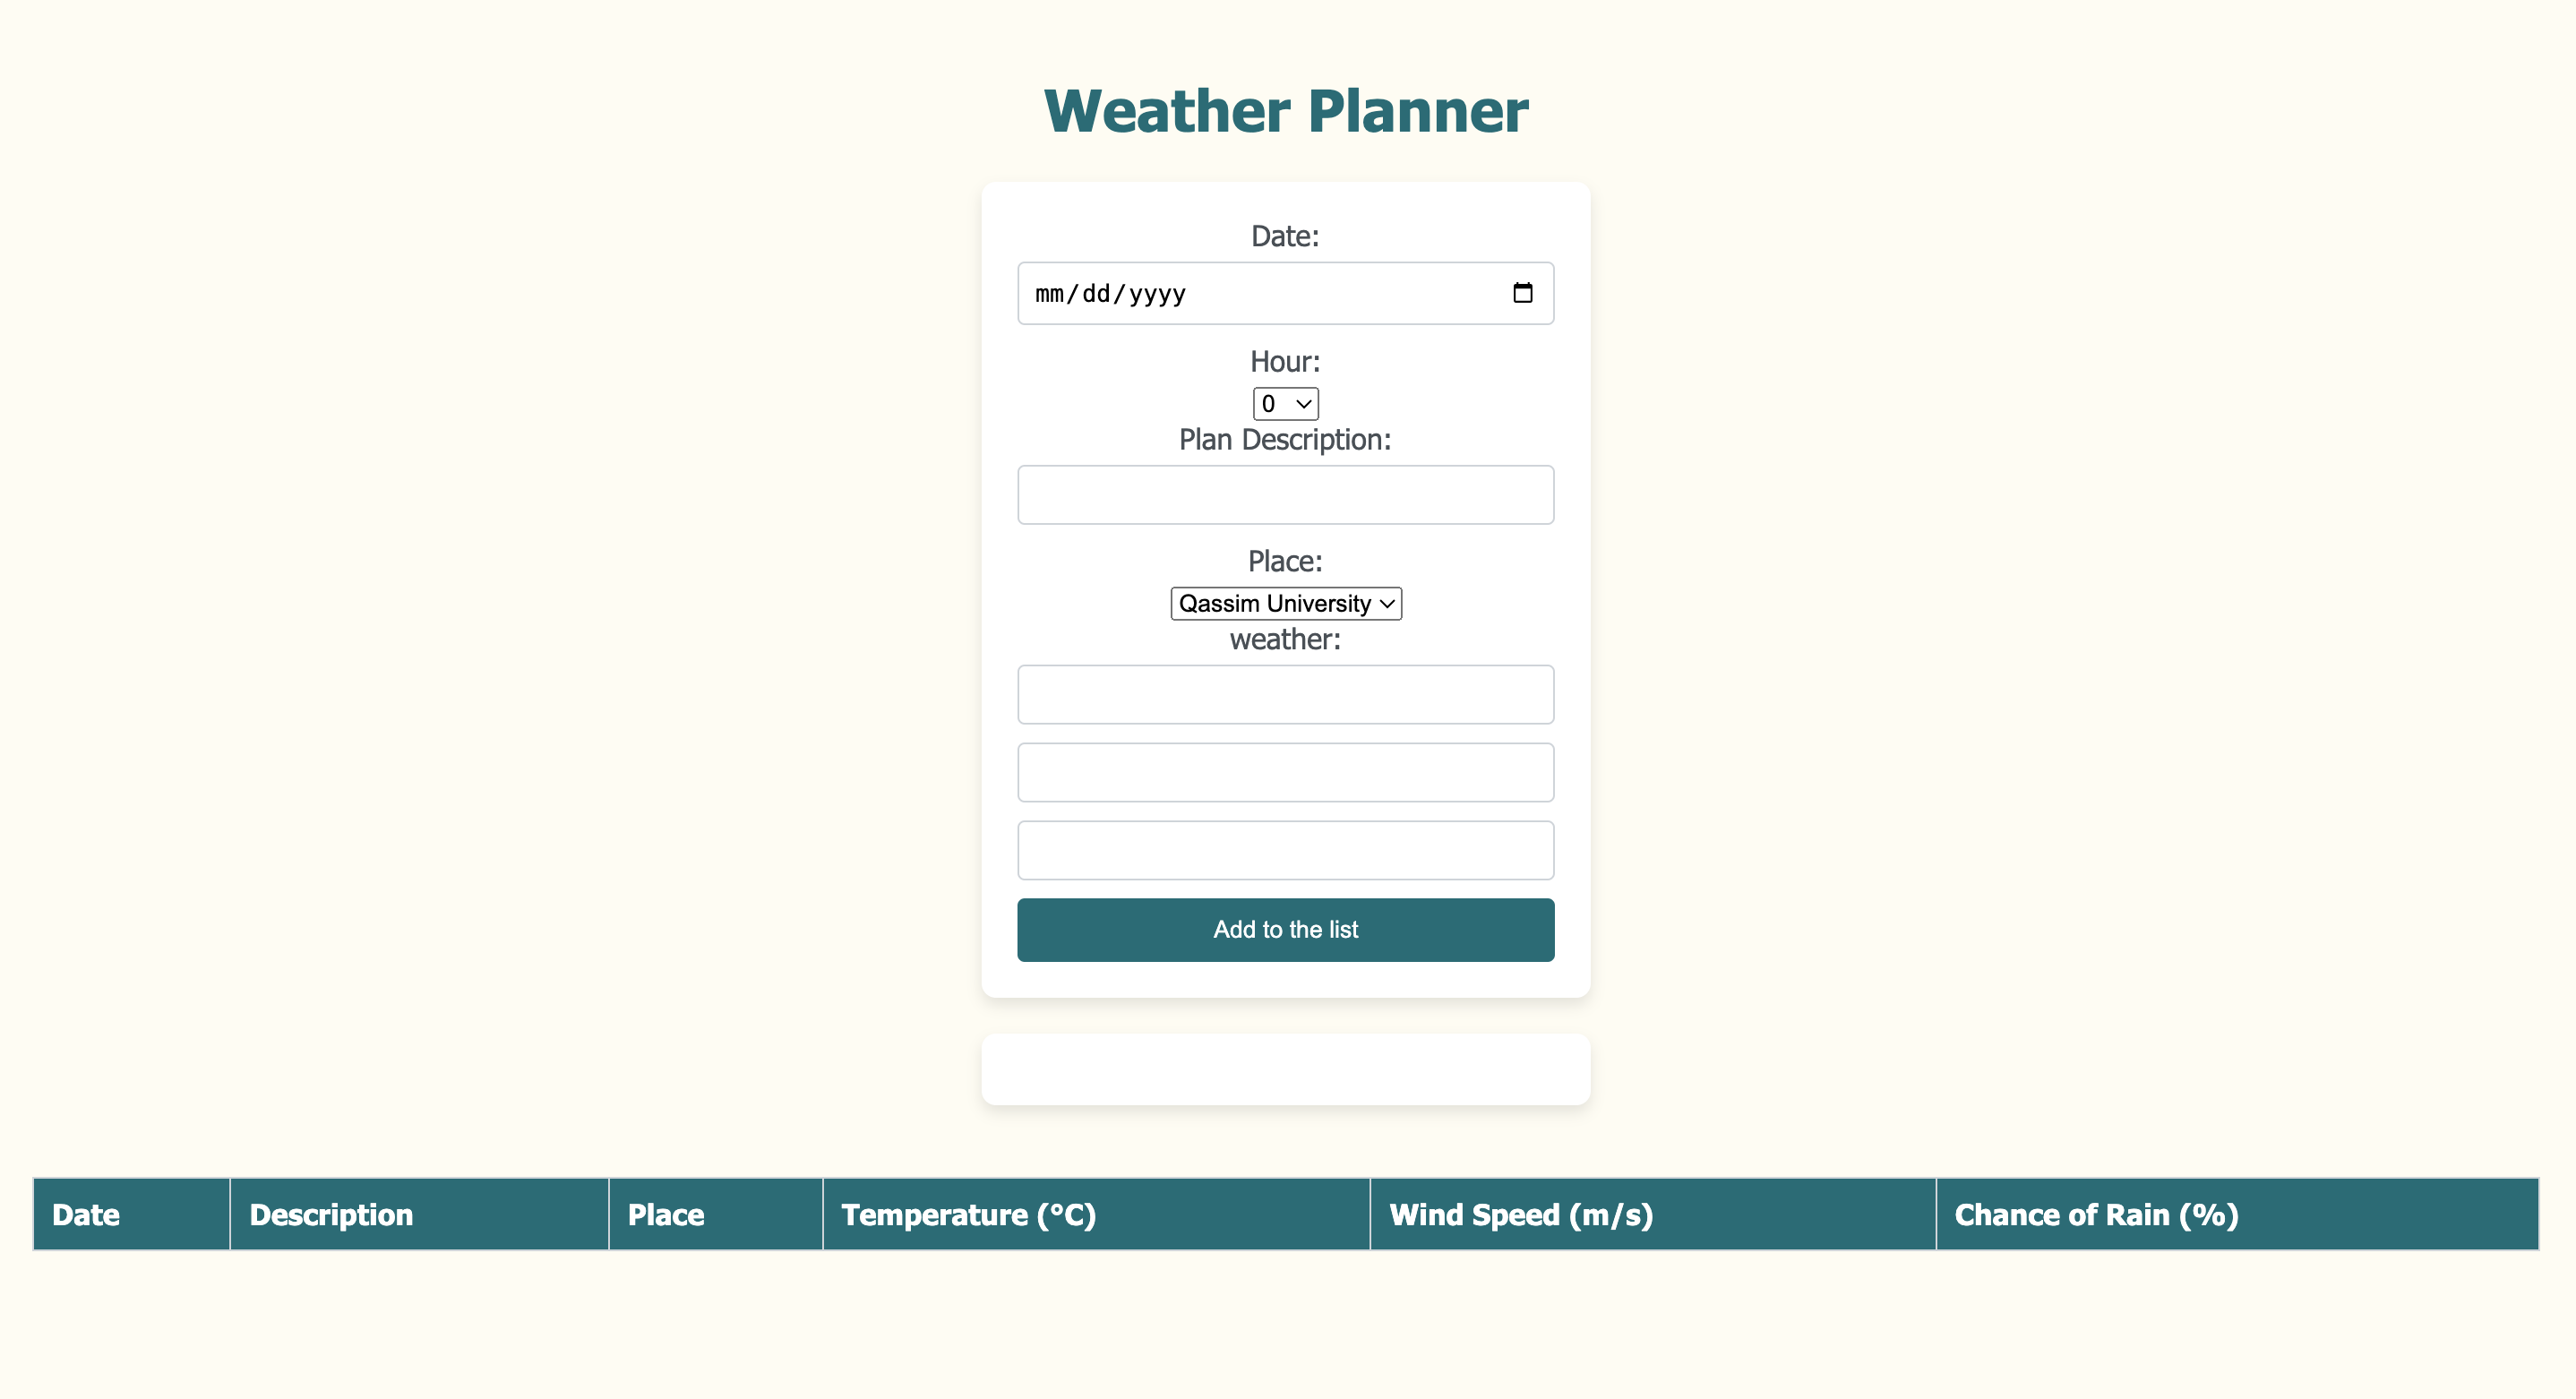 Weather Planner
Date:
mm/dd/yyyy
Hour:
0
Plan Description:
Place:
Qassim University
weather:
Add to the list
Date Description Place Temperature (°C) Wind Speed (m/s) Chance of Rain (%)